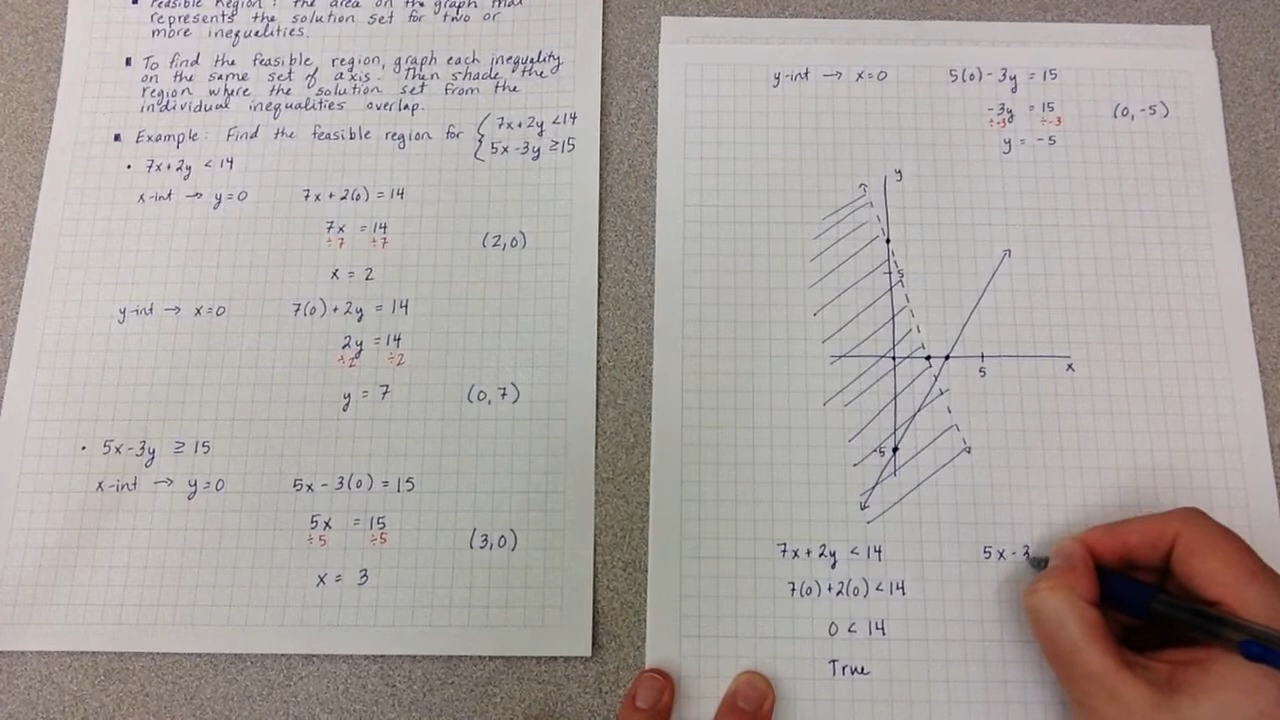 ▪ Feasible Region: the area on the graph that
represents the solution set for two or
more inequalities.
▪ To find the feasible region, graph each inequality
on the same set of axis. Then shade the
region where the solution set from the
individual inequalities overlap.
▪ Example: Find the feasible region for { 7x+2y <14
5x-3y ≥15
• 7x+2y < 14
x-int → y=0 7x+2(0)=14
7x =14
÷7 ÷7 (2,0)
x = 2
y-int → x=0 7(0)+2y =14
2y =14
÷2 ÷2
y = 7 (0,7)
• 5x-3y ≥ 15
x-int → y=0 5x-3(0)=15
5x =15
÷5 ÷5 (3,0)
x = 3
y-int → x=0 5(0)-3y =15
-3y = 15 (0,-5)
÷-3 ÷-3
y = -5
y
5
5
x
-5
7x+2y <14 5x-3
7(0)+2(0)<14
0 < 14
True